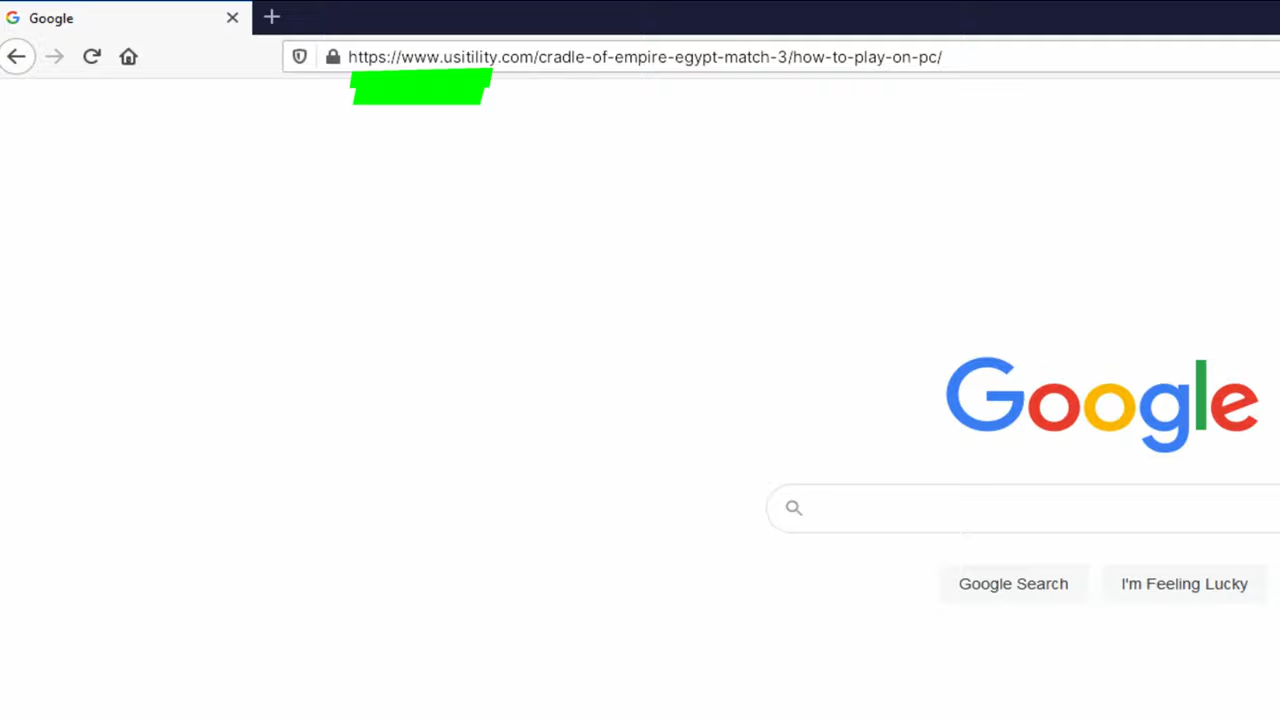 Google
https://www.usitility.com/cradle-of-empire-egypt-match-3/how-to-play-on-pc/
Google
Google Search
I'm Feeling Lucky